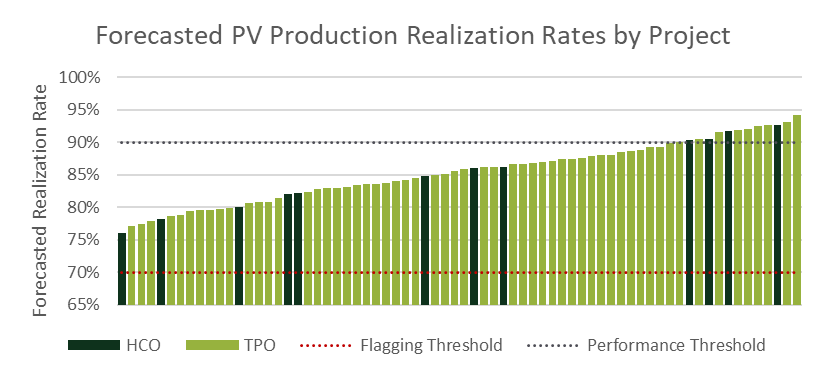 Forecasted PV Production Realization Rates by Project
Forecasted Realization Rate
100%
95%
90%
85%
80%
75%
70%
65%
HCO
TPO
Flagging Threshold
Performance Threshold